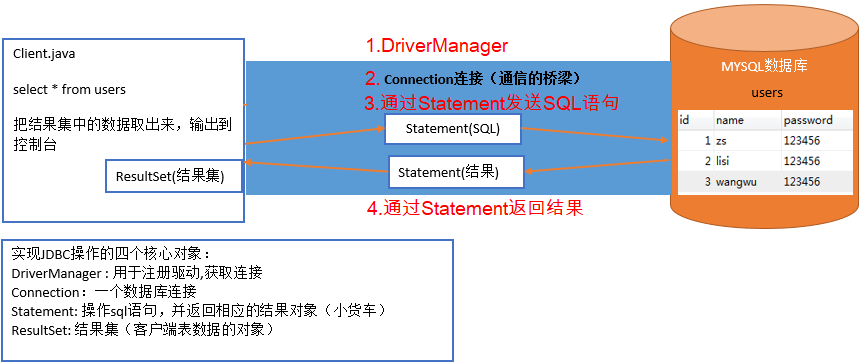 Client.java
select * from users
把结果集中的数据取出来，输出到
控制台
ResultSet(结果集)
1.DriverManager
2. Connection连接（通信的桥梁）
3.通过Statement发送SQL语句
Statement(SQL)
Statement(结果)
4.通过Statement返回结果
MYSQL数据库
users
id name password
1 zs 123456
2 lisi 123456
3 wangwu 123456
实现JDBC操作的四个核心对象：
DriverManager : 用于注册驱动,获取连接
Connection：一个数据库连接
Statement: 操作sql语句，并返回相应的结果对象（小货车）
ResultSet: 结果集（客户端表数据的对象）